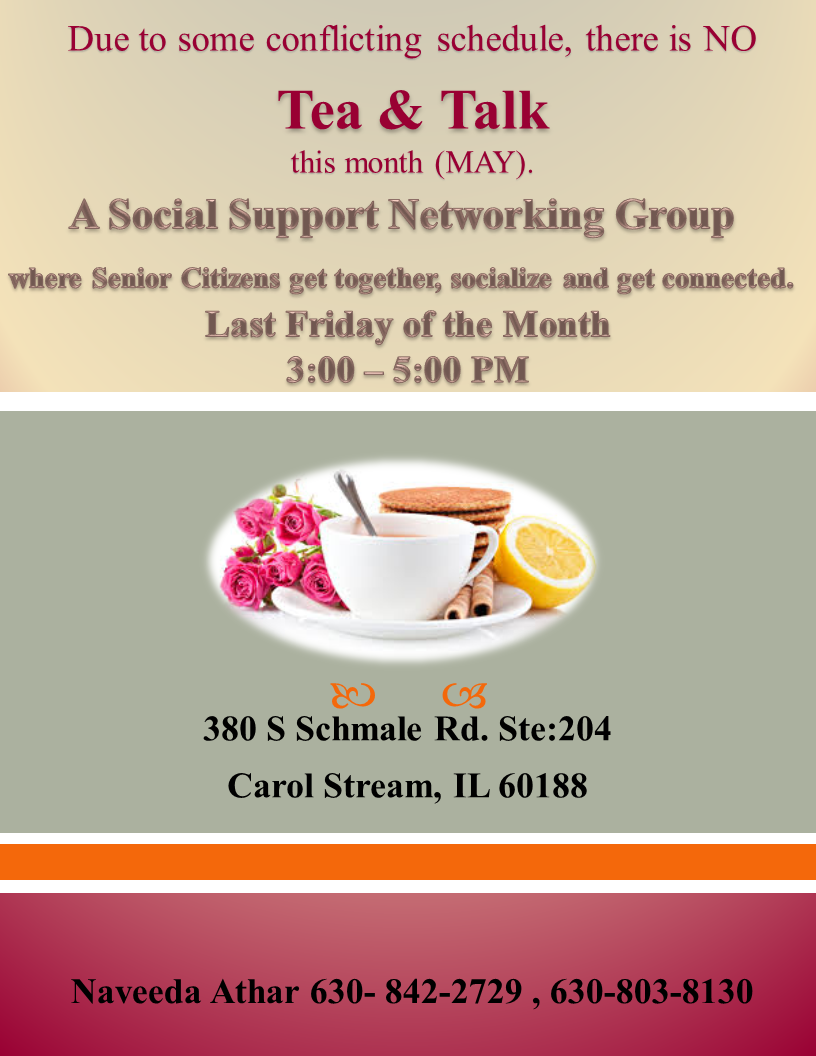 Due to some conflicting schedule, there is NO
Tea & Talk
this month (MAY).
A Social Support Networking Group
where Senior Citizens get together, socialize and get connected.
Last Friday of the Month
3:00 – 5:00 PM
380 S Schmale Rd. Ste:204
Carol Stream, IL 60188
Naveeda Athar 630- 842-2729 , 630-803-8130